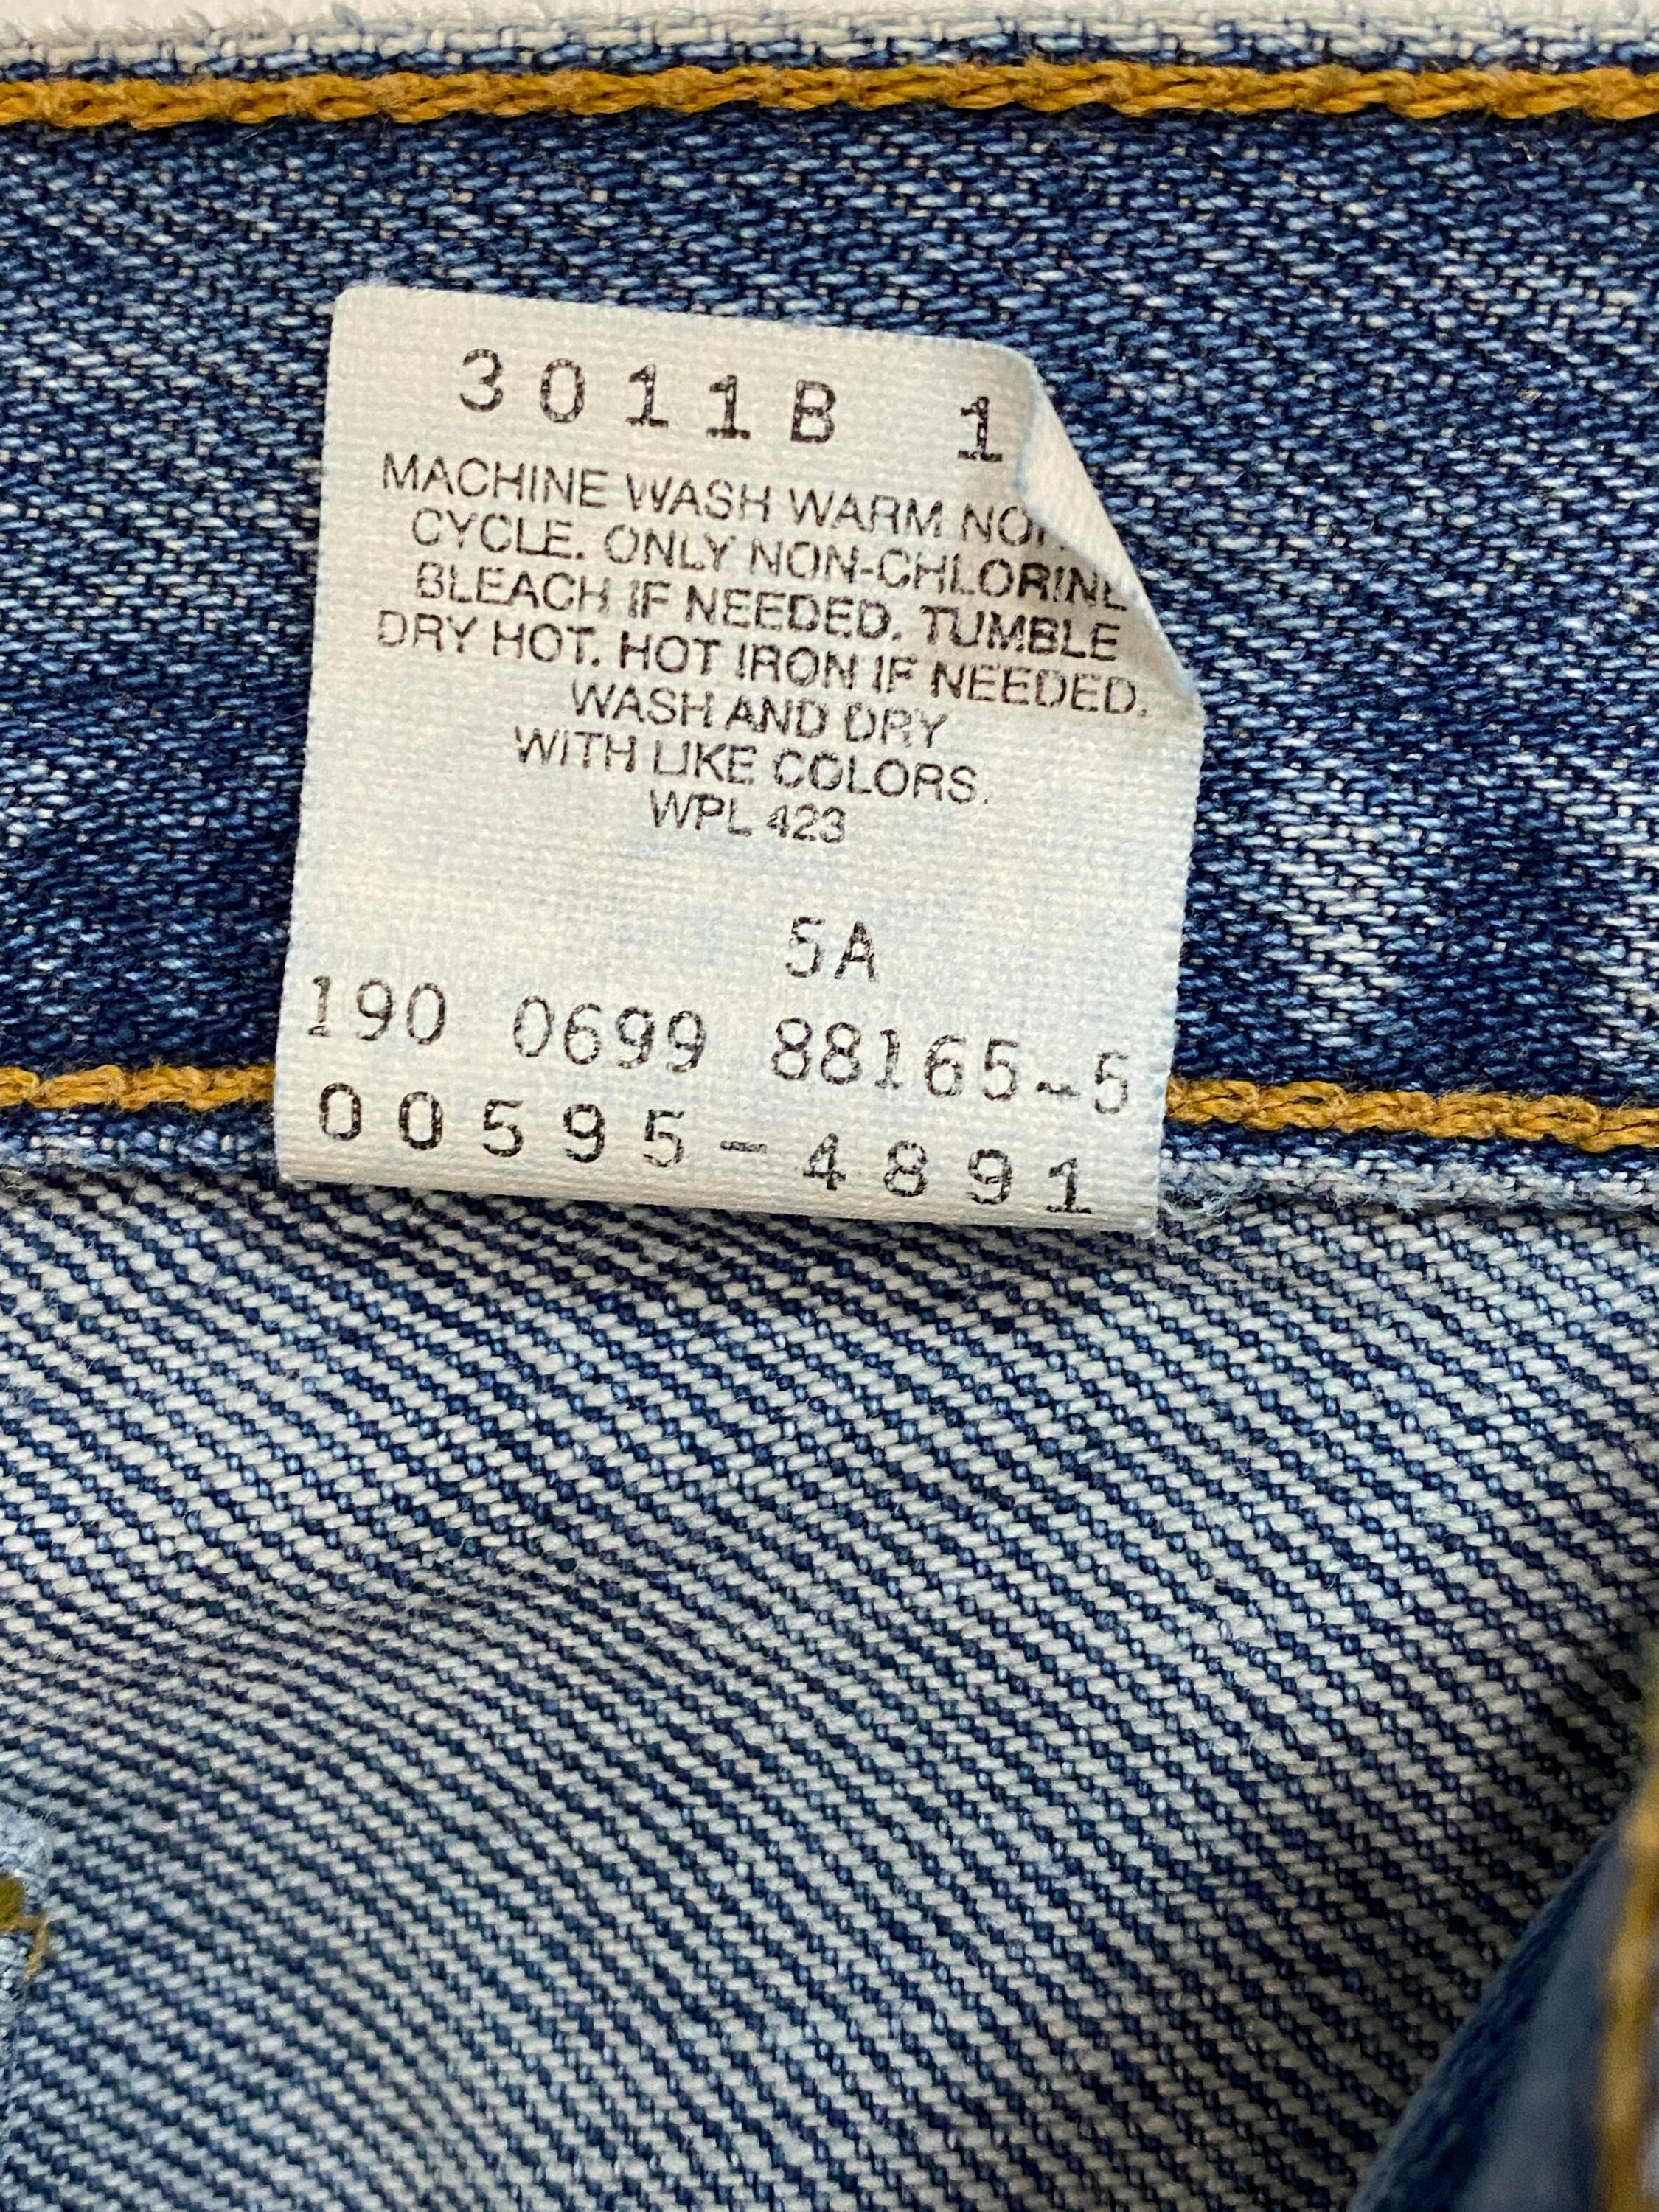 3011B 1
MACHINE WASH WARM
CYCLE. ONLY NON-CHLORINE
BLEACH IF NEEDED. TUMBLE
DRY HOT. HOT IRON IF NEEDED.
WASH AND DRY
WITH LIKE COLORS.
WPL 423
5A
190 0699 88165-5
00595-4891